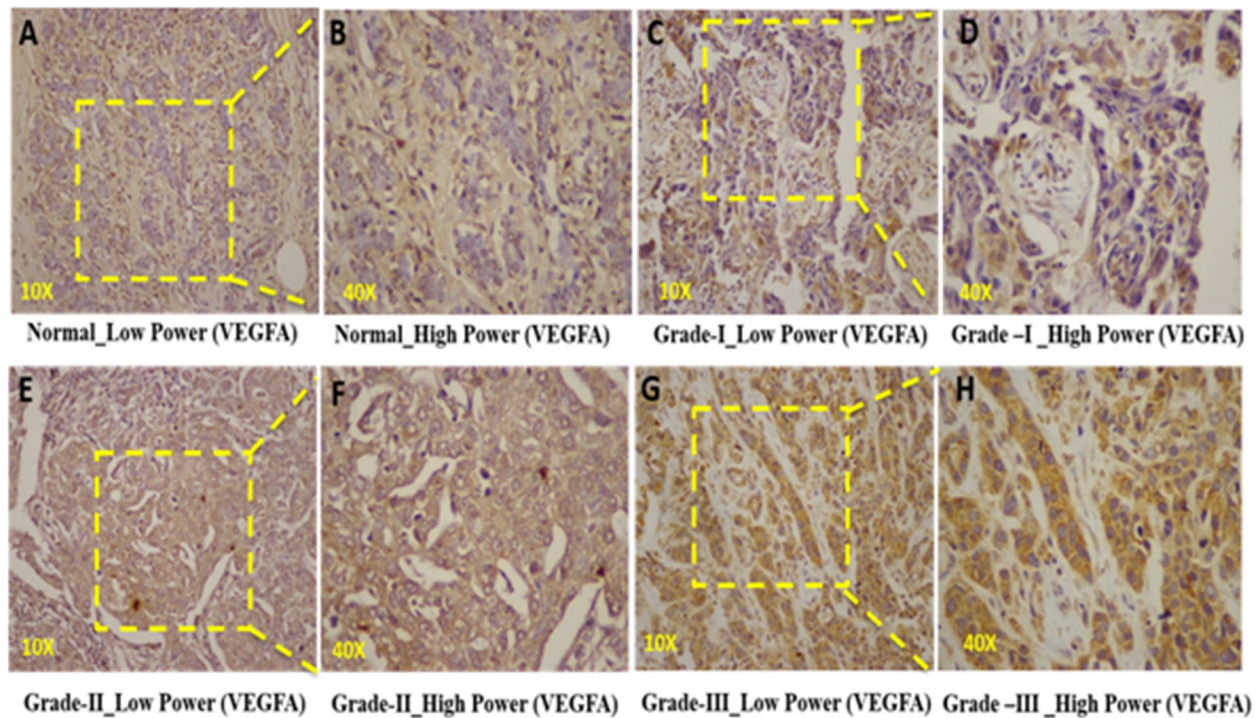 A
B
C
D
10X
40X
10X
40X
Normal_Low Power (VEGFA)
Normal_High Power (VEGFA)
Grade-I_Low Power (VEGFA)
Grade –I _High Power (VEGFA)
E
F
G
H
10X
40X
10X
40X
Grade-II_Low Power (VEGFA)
Grade-II_High Power (VEGFA)
Grade-III_Low Power (VEGFA)
Grade –III _High Power (VEGFA)